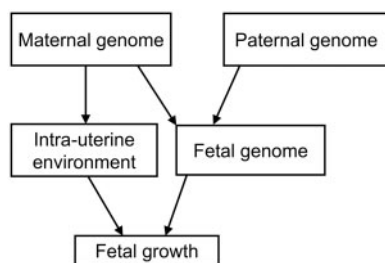 Maternal genome
Paternal genome
Intra-uterine
environment
Fetal genome
Fetal growth